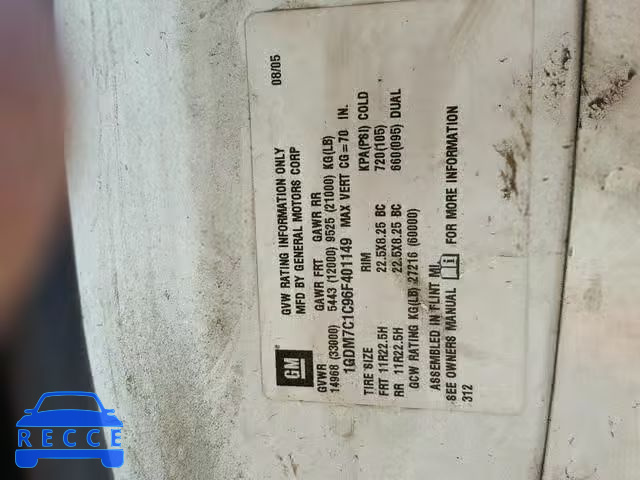 GVW RATING INFORMATION ONLY 08/05
MFD BY GENERAL MOTORS CORP
GM
GVWR GAWR FRT GAWR RR
14968 (33000) 5443 (12000) 9525 (21000) KG(LB)
1GDM7C1C96F401149 MAX VERT CG=70 IN.
TIRE SIZE RIM KPA(PSI) COLD
FRT 11R22.5H 22.5X8.25 BC 720(105)
RR 11R22.5H 22.5X8.25 BC 660(095) DUAL
GCW RATING KG(LB) 27216 (60000)
ASSEMBLED IN FLINT MI.
SEE OWNERS MANUAL FOR MORE INFORMATION
312
RECCE